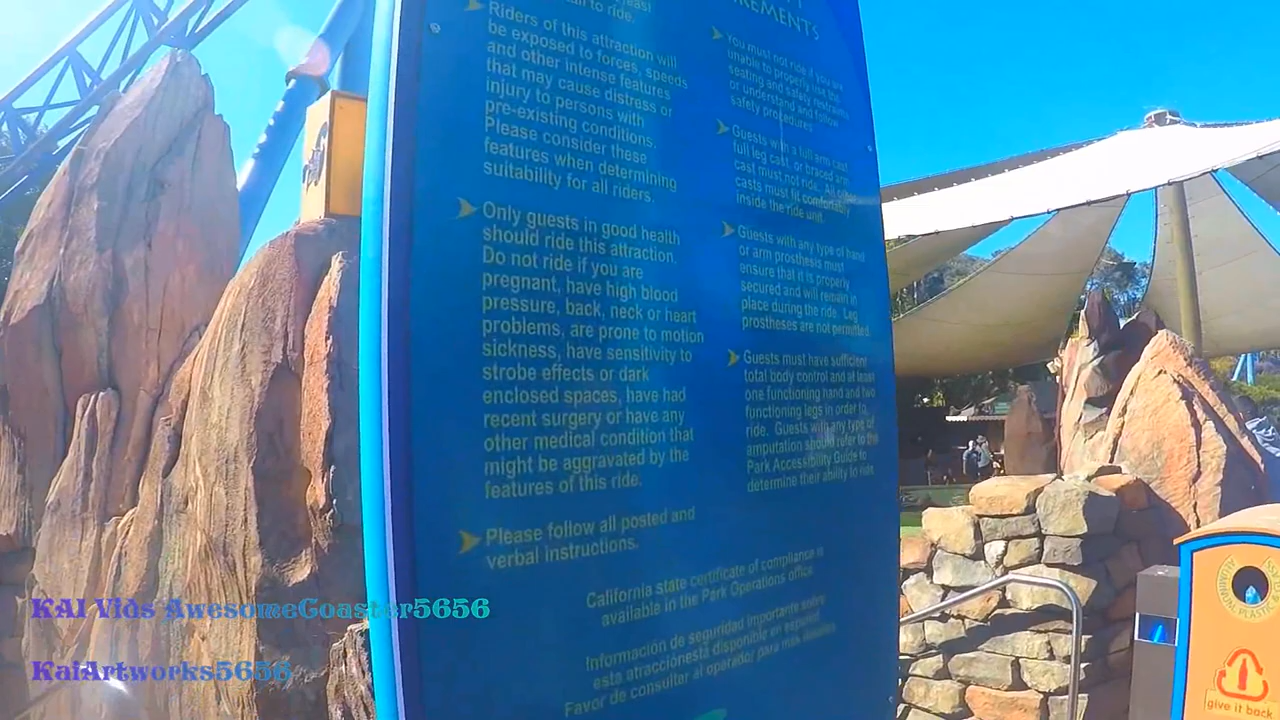 to ride.
Riders of this attraction will
be exposed to forces, speeds
and other intense features
that may cause distress or
injury to persons with
pre-existing conditions.
Please consider these
features when determining
suitability for all riders.
Only guests in good health
should ride this attraction.
Do not ride if you are
pregnant, have high blood
pressure, back, neck or heart
problems, are prone to motion
sickness, have sensitivity to
strobe effects or dark
enclosed spaces, have had
recent surgery or have any
other medical condition that
might be aggravated by the
features of this ride.
Please follow all posted and
verbal instructions.
You must not ride if you are
unable to properly use the
seating and safety restraints
or understand and follow
safety procedures
Guests with a full arm cast,
full leg cast, or braced arm
cast must not ride. All other
casts must fit comfortably
inside the ride unit.
Guests with any type of hand
or arm prosthesis must
ensure that it is properly
secured and will remain in
place during the ride. Leg
prostheses are not permitted.
Guests must have sufficient
total body control and at least
one functioning hand and two
functioning legs in order to
ride. Guests with any type of
amputation should refer to the
Park Accessibility Guide to
determine their ability to ride
California state certificate of compliance is
available in the Park Operations office.
Información de seguridad importante sobre
esta atracciónesta disponible en español.
Favor de consulter al operador para más detalles
KAI Vids AwesomeCoaster5656
KaiArtworks5656
ALUMINUM, PLASTIC
give it back